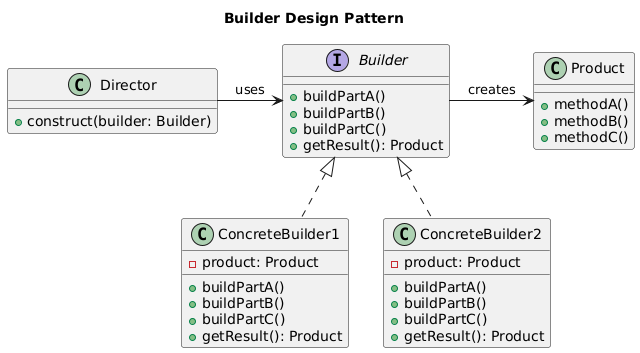 Builder Design Pattern
C Director
construct(builder: Builder)
uses
I Builder
buildPartA()
buildPartB()
buildPartC()
getResult(): Product
creates
C Product
methodA()
methodB()
methodC()
C ConcreteBuilder1
product: Product
buildPartA()
buildPartB()
buildPartC()
getResult(): Product
C ConcreteBuilder2
product: Product
buildPartA()
buildPartB()
buildPartC()
getResult(): Product